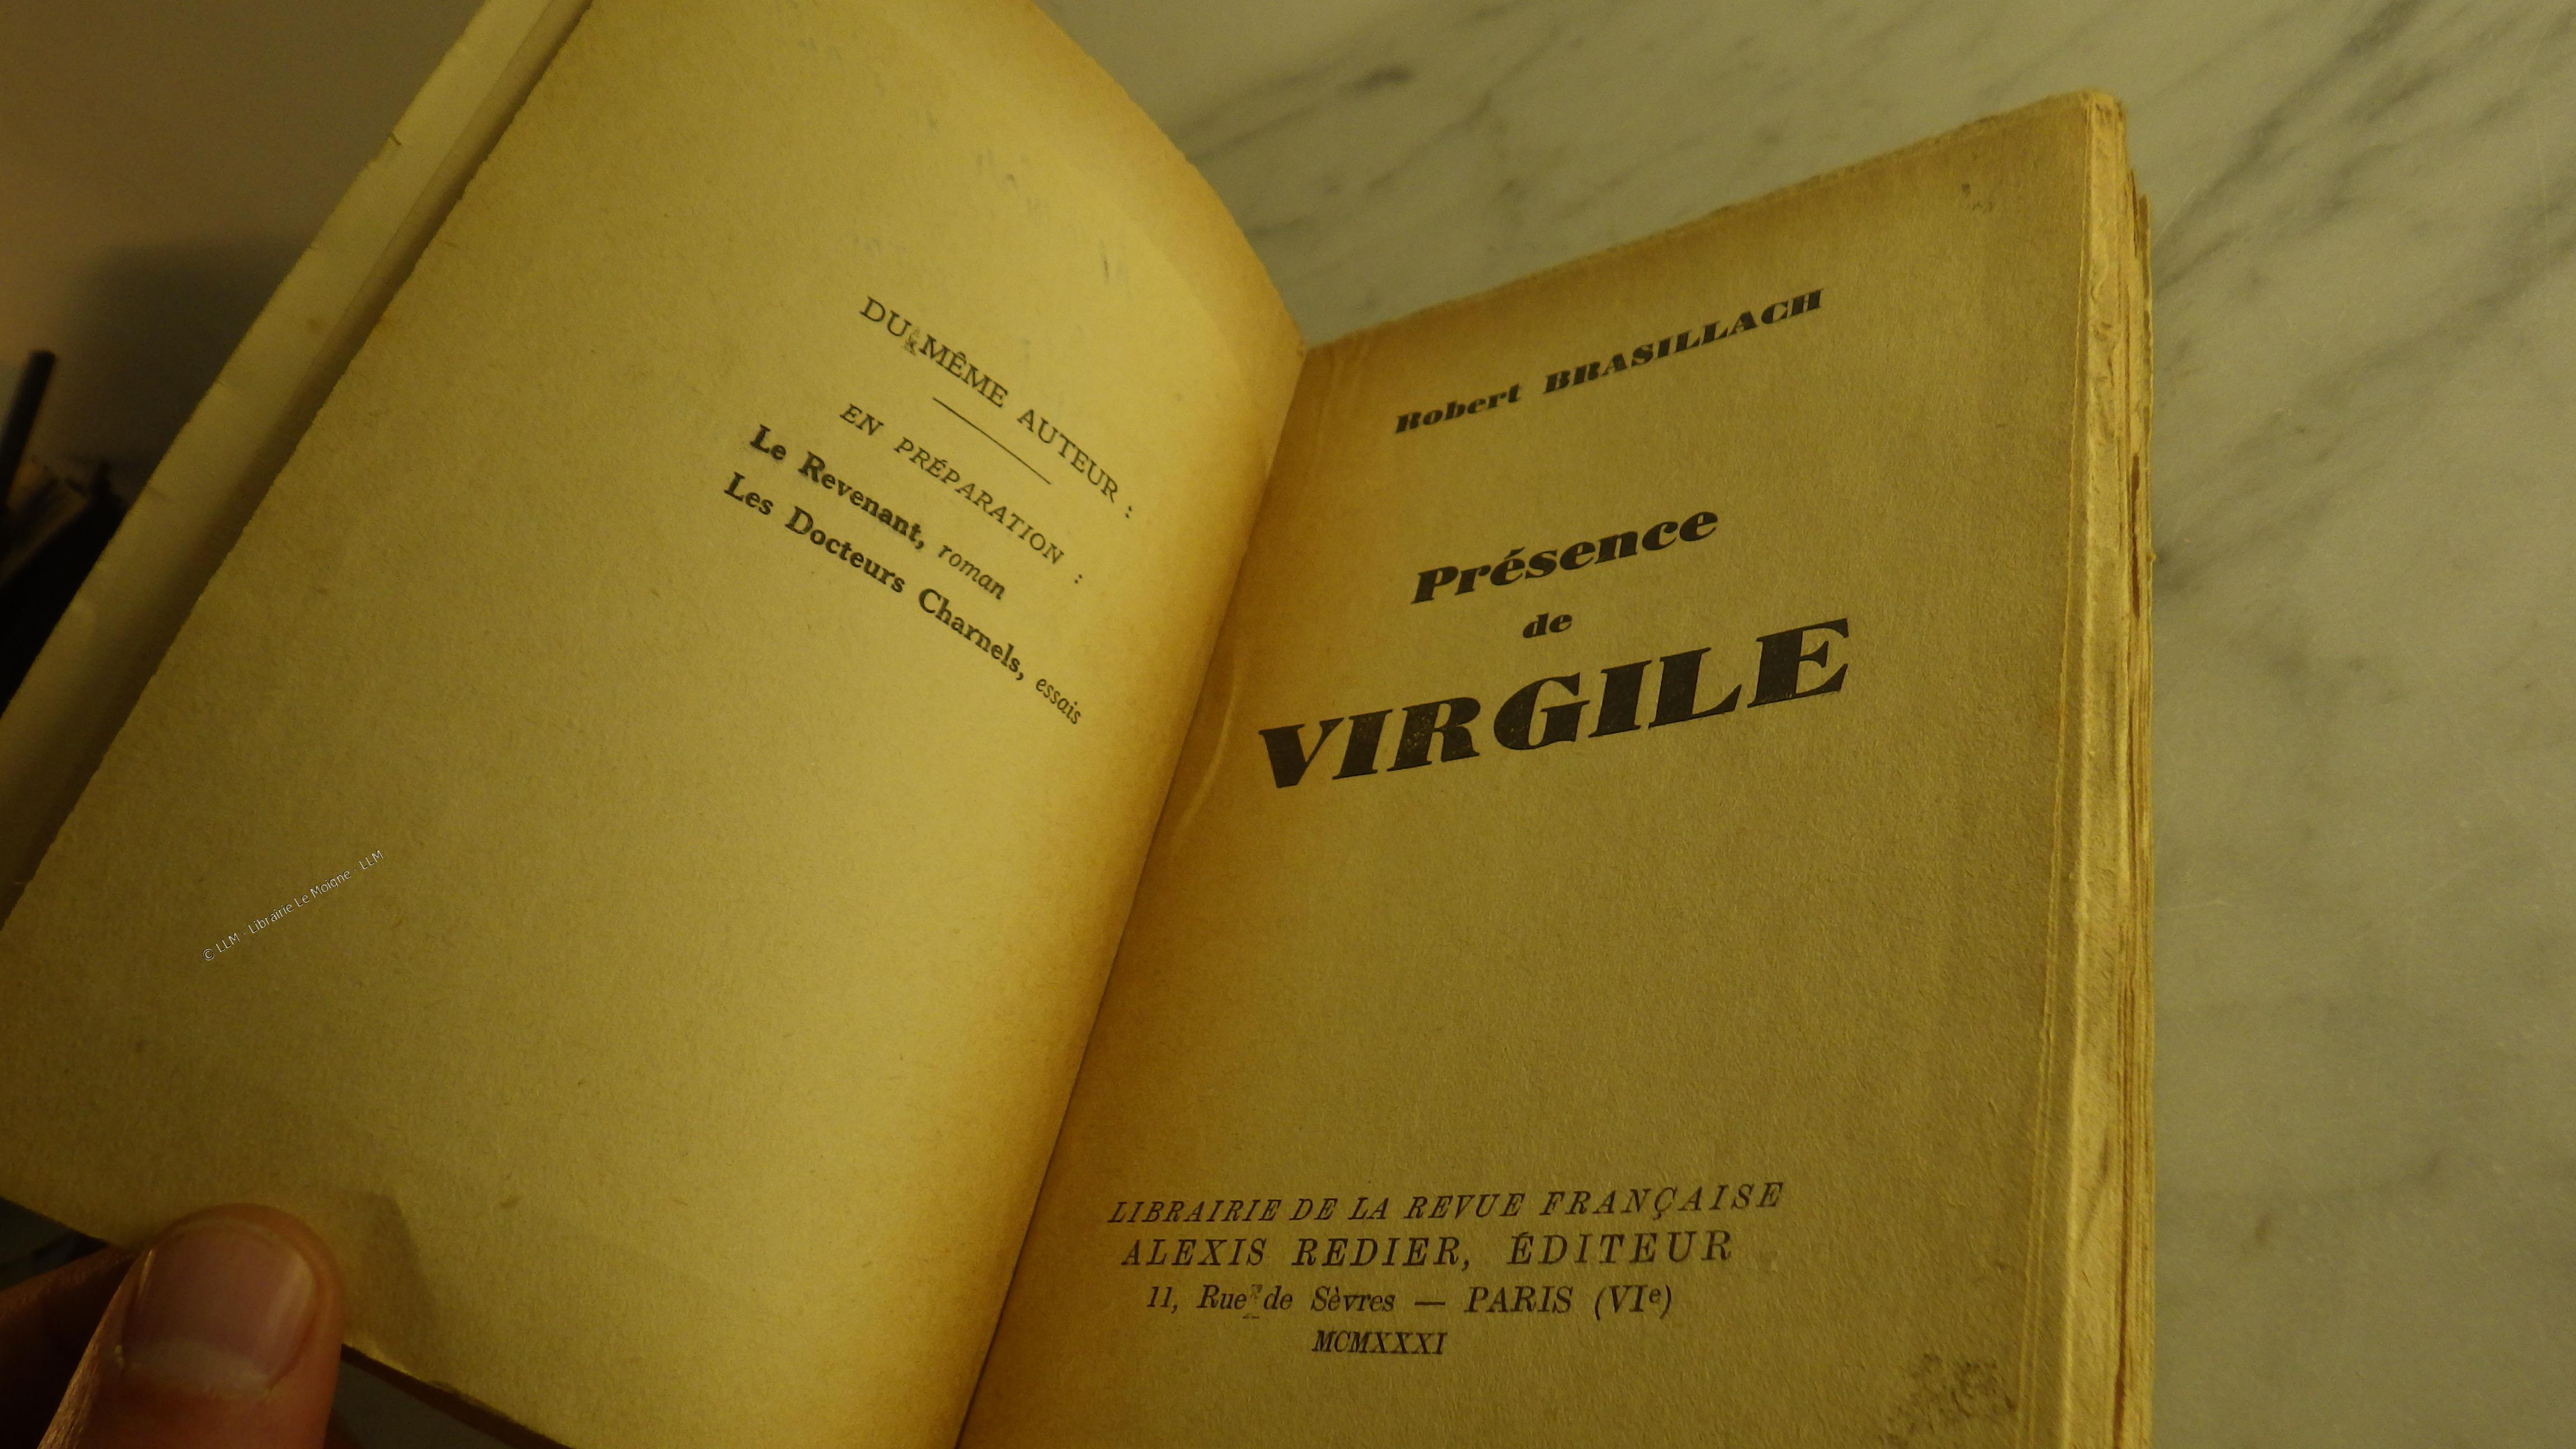 DU MÊME AUTEUR :
EN PRÉPARATION :
Le Revenant, roman
Les Docteurs Charnels, essais
© LLM - Librairie Le Moigne - LLM
Robert BRASILLACH
Présence
de
VIRGILE
LIBRAIRIE DE LA REVUE FRANÇAISE
ALEXIS REDIER, ÉDITEUR
11, Rue de Sèvres — PARIS (VIe)
MCMXXXI